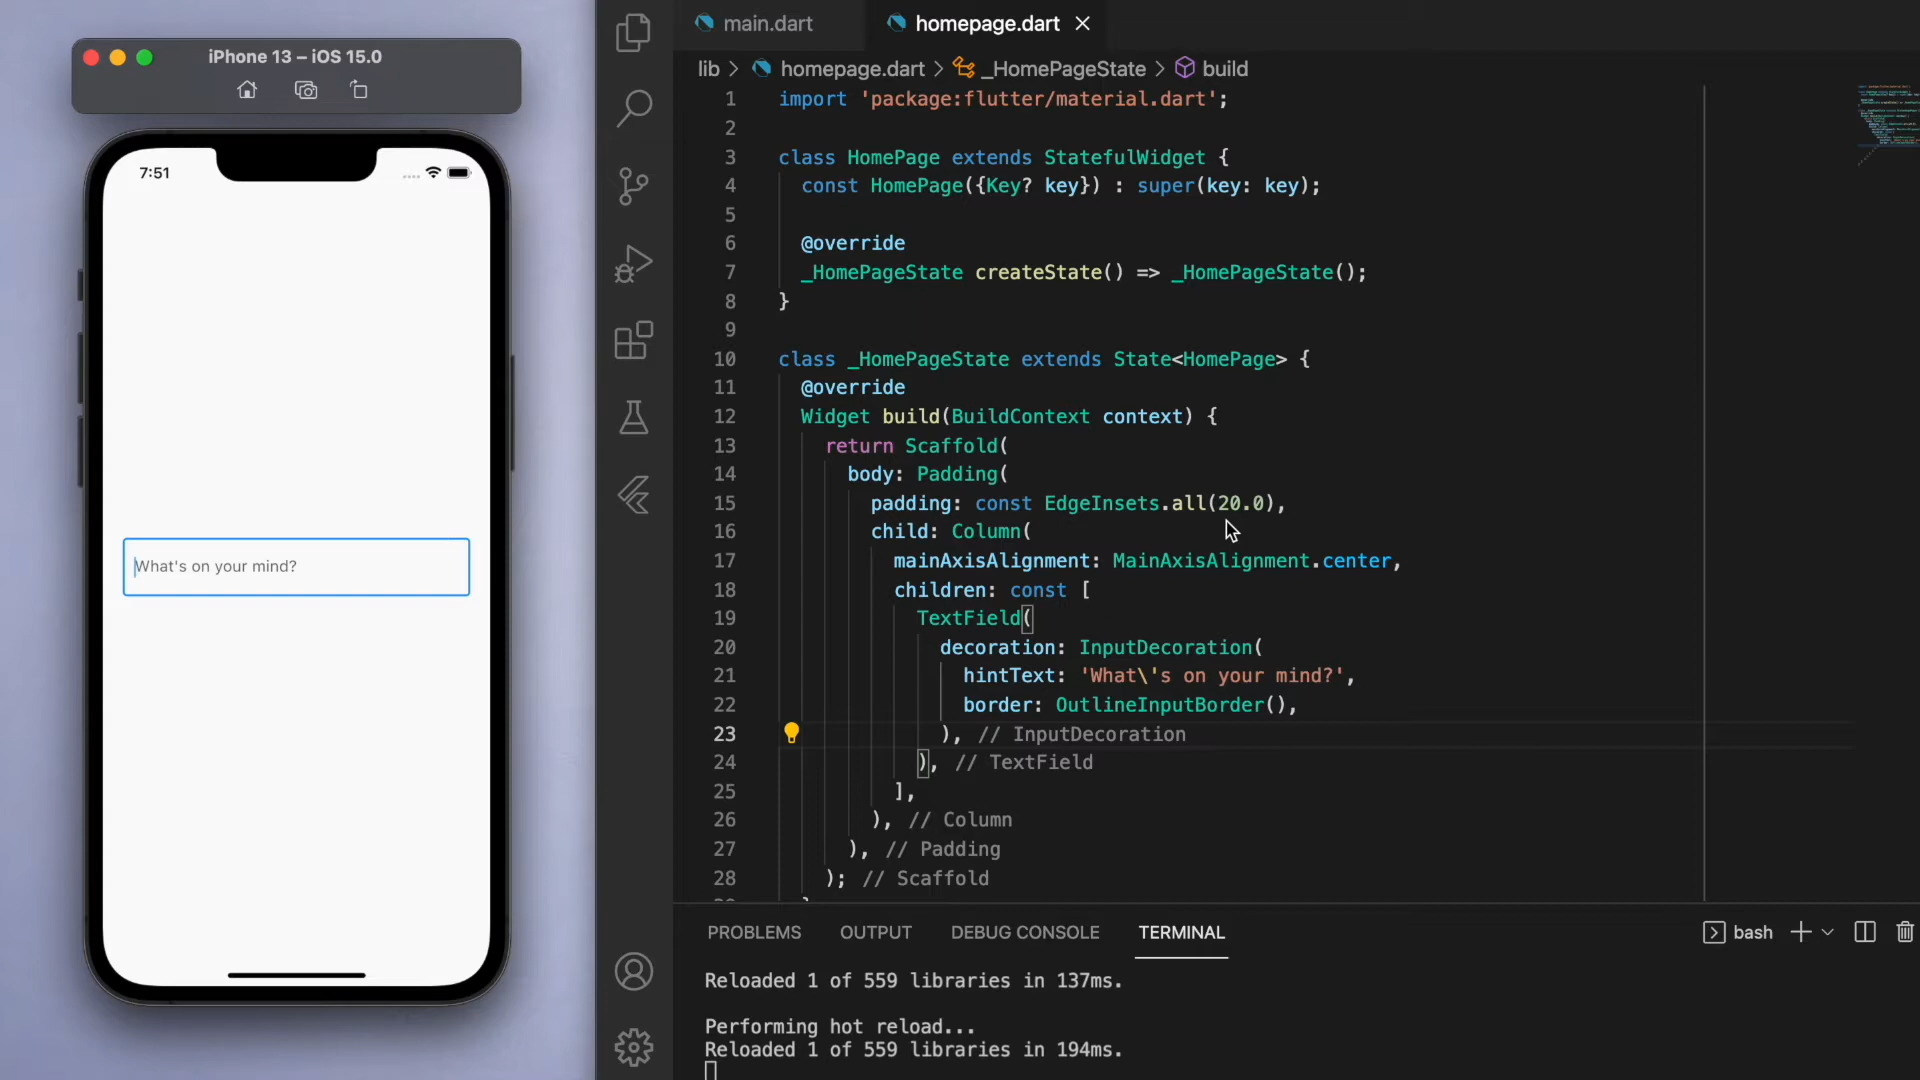 iPhone 13 – iOS 15.0
7:51
What's on your mind?
main.dart
homepage.dart
lib > homepage.dart > _HomePageState > build
1 import 'package:flutter/material.dart';
2
3 class HomePage extends StatefulWidget {
4 const HomePage({Key? key}) : super(key: key);
5
6 @override
7 _HomePageState createState() => _HomePageState();
8 }
9
10 class _HomePageState extends State<HomePage> {
11 @override
12 Widget build(BuildContext context) {
13 return Scaffold(
14 body: Padding(
15 padding: const EdgeInsets.all(20.0),
16 child: Column(
17 mainAxisAlignment: MainAxisAlignment.center,
18 children: const [
19 TextField(
20 decoration: InputDecoration(
21 hintText: 'What\'s on your mind?',
22 border: OutlineInputBorder(),
23 ), // InputDecoration
24 ), // TextField
25 ],
26 ), // Column
27 ), // Padding
28 ); // Scaffold
PROBLEMS OUTPUT DEBUG CONSOLE TERMINAL
bash
Reloaded 1 of 559 libraries in 137ms.
Performing hot reload...
Reloaded 1 of 559 libraries in 194ms.